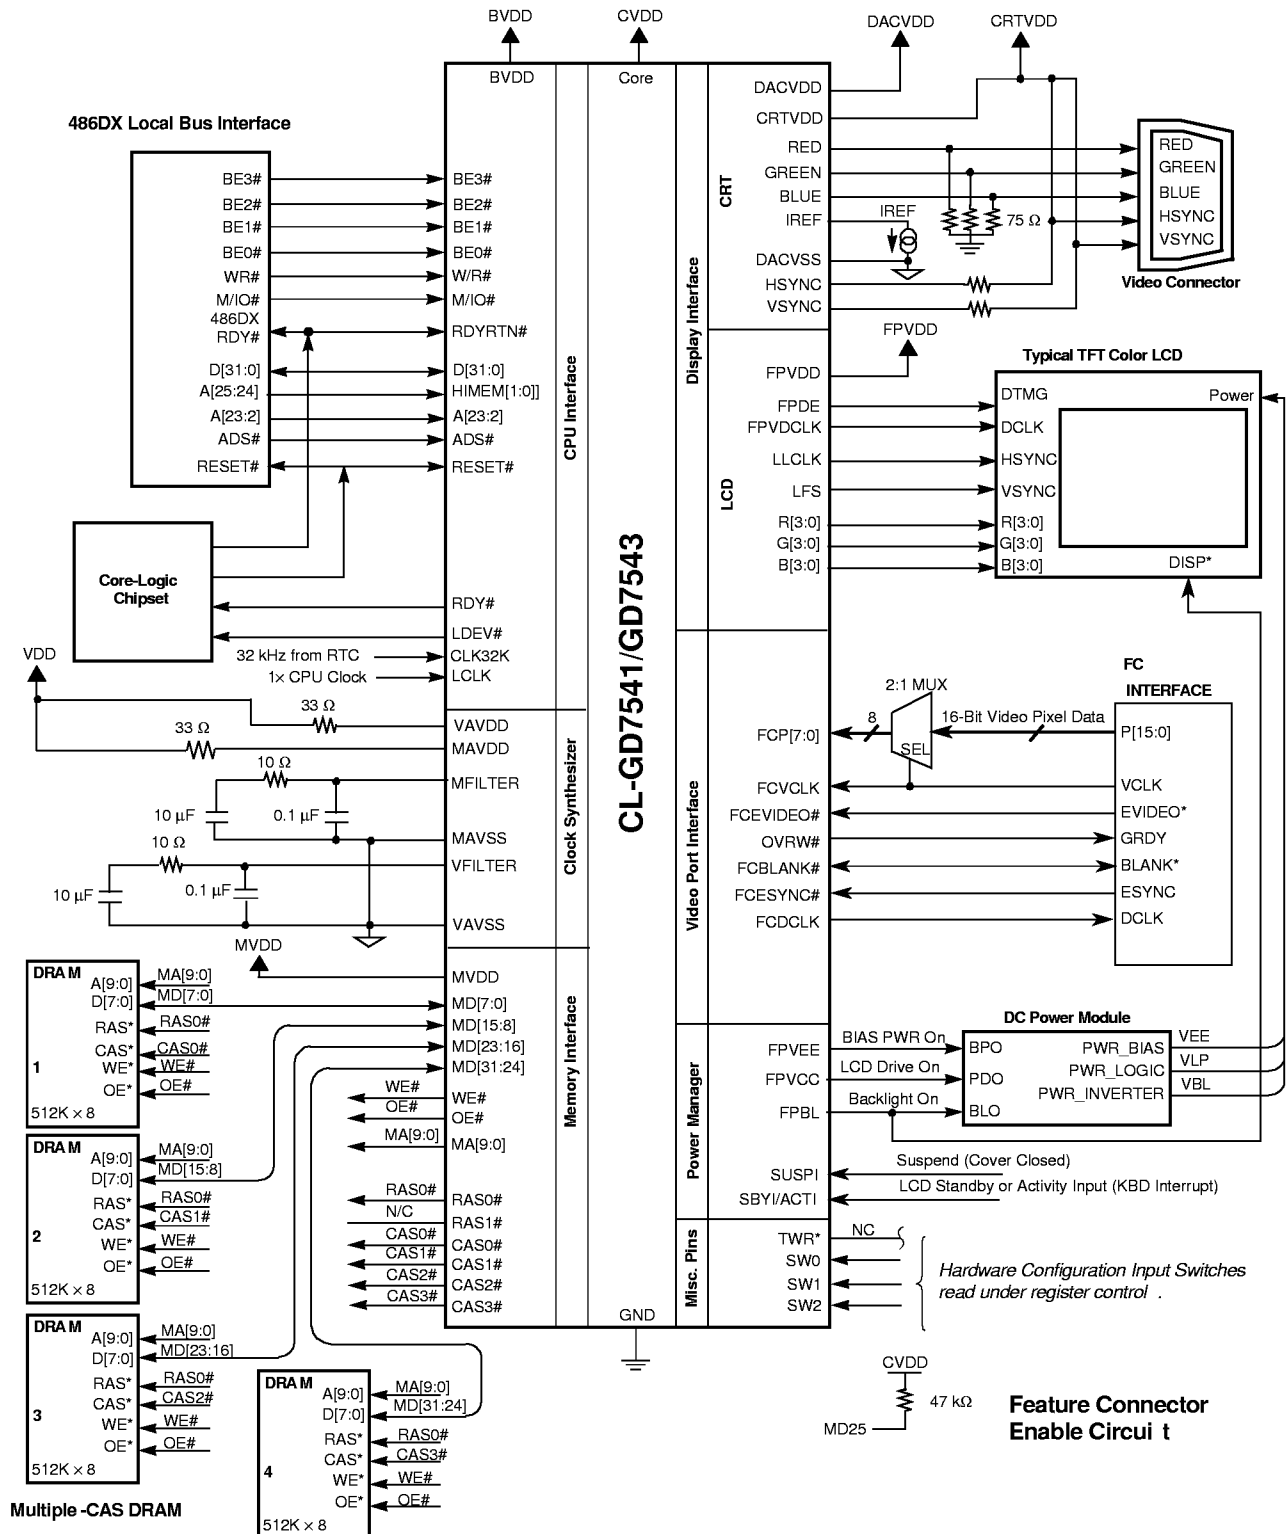 BVDD
CVDD
DACVDD
CRTVDD
486DX Local Bus Interface
BE3#
BE2#
BE1#
BE0#
WR#
M/IO#
486DX
RDY#
D[31:0]
A[25:24]
A[23:2]
ADS#
RESET#
Core-Logic
Chipset
32 kHz from RTC
1× CPU Clock
VDD
33 Ω
33 Ω
10 Ω
10 µF
0.1 µF
10 Ω
10 µF
0.1 µF
MVDD
BVDD
BE3#
BE2#
BE1#
BE0#
W/R#
M/IO#
RDYRTN#
D[31:0]
HIMEM[1:0]]
A[23:2]
ADS#
RESET#
RDY#
LDEV#
CLK32K
LCLK
CPU Interface
VAVDD
MAVDD
MFILTER
MAVSS
VFILTER
VAVSS
Clock Synthesizer
MVDD
MD[7:0]
MD[15:8]
MD[23:16]
MD[31:24]
WE#
WE#
OE#
OE#
MA[9:0]
MA[9:0]
RAS0#
RAS0#
N/C
RAS1#
CAS0#
CAS0#
CAS1#
CAS1#
CAS2#
CAS2#
CAS3#
CAS3#
Memory Interface
Core
CL-GD7541/GD7543
GND
Display Interface
CRT
DACVDD
CRTVDD
RED
GREEN
BLUE
IREF
DACVSS
HSYNC
VSYNC
IREF
75 Ω
RED
GREEN
BLUE
HSYNC
VSYNC
Video Connector
LCD
FPVDD
FPVDD
FPDE
FPVDCLK
LLCLK
LFS
R[3:0]
G[3:0]
B[3:0]
Typical TFT Color LCD
DTMG
Power
DCLK
HSYNC
VSYNC
R[3:0]
G[3:0]
B[3:0]
DISP*
Video Port Interface
FCP[7:0]
FCVCLK
FCEVIDEO#
OVRW#
FCBLANK#
FCESYNC#
FCDCLK
8
2:1 MUX
SEL
16-Bit Video Pixel Data
FC
INTERFACE
P[15:0]
VCLK
EVIDEO*
GRDY
BLANK*
ESYNC
DCLK
Power Manager
FPVEE
FPVCC
FPBL
SUSPI
SBYI/ACTI
BIAS PWR On
LCD Drive On
Backlight On
DC Power Module
BPO
PDO
BLO
PWR_BIAS
PWR_LOGIC
PWR_INVERTER
VEE
VLP
VBL
Suspend (Cover Closed)
LCD Standby or Activity Input (KBD Interrupt)
Misc. Pins
TWR*
SW0
SW1
SW2
NC
Hardware Configuration Input Switches
read under register control .
CVDD
47 kΩ
MD25
Feature Connector
Enable Circui t
DRAM
A[9:0]
D[7:0]
RAS*
CAS*
WE*
OE*
1
512K × 8
MA[9:0]
MD[7:0]
RAS0#
CAS0#
WE#
OE#
DRAM
A[9:0]
D[7:0]
RAS*
CAS*
WE*
OE*
2
512K × 8
MA[9:0]
MD[15:8]
RAS0#
CAS1#
WE#
OE#
DRAM
A[9:0]
D[7:0]
RAS*
CAS*
WE*
OE*
3
512K × 8
MA[9:0]
MD[23:16]
RAS0#
CAS2#
WE#
OE#
DRAM
A[9:0]
D[7:0]
RAS*
CAS*
WE*
OE*
4
512K × 8
MA[9:0]
MD[31:24]
RAS0#
CAS3#
WE#
OE#
Multiple -CAS DRAM